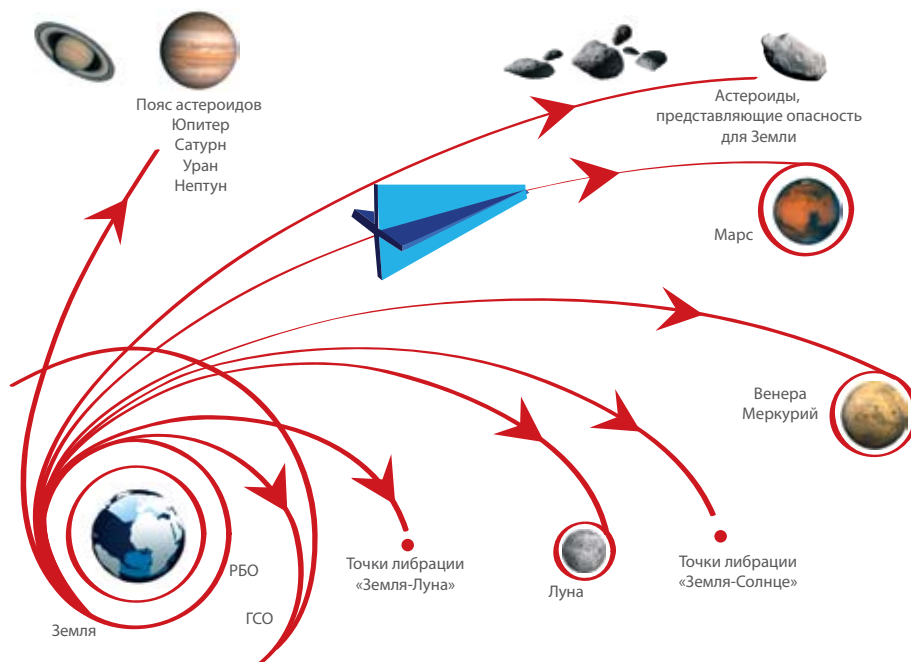 Пояс астероидов
Юпитер
Сатурн
Уран
Нептун
Астероиды,
представляющие опасность
для Земли
Марс
Венера
Меркурий
РБО
ГСО
Земля
Точки либрации
«Земля-Луна»
Луна
Точки либрации
«Земля-Солнце»